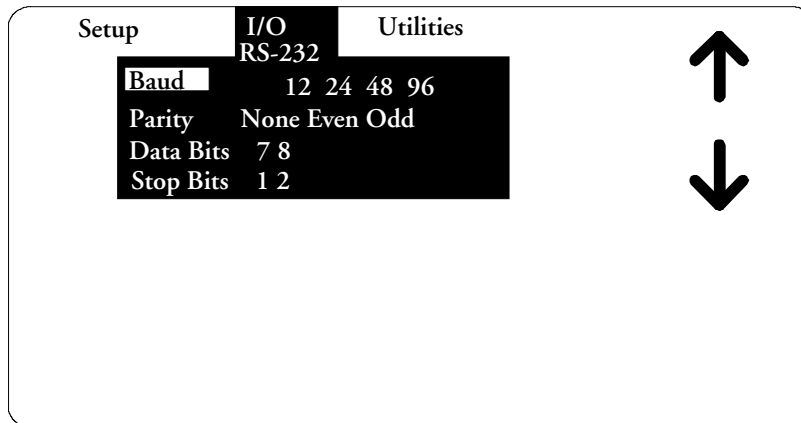 Setup I/O Utilities
RS-232
Baud 12 24 48 96
Parity None Even Odd
Data Bits 7 8
Stop Bits 1 2